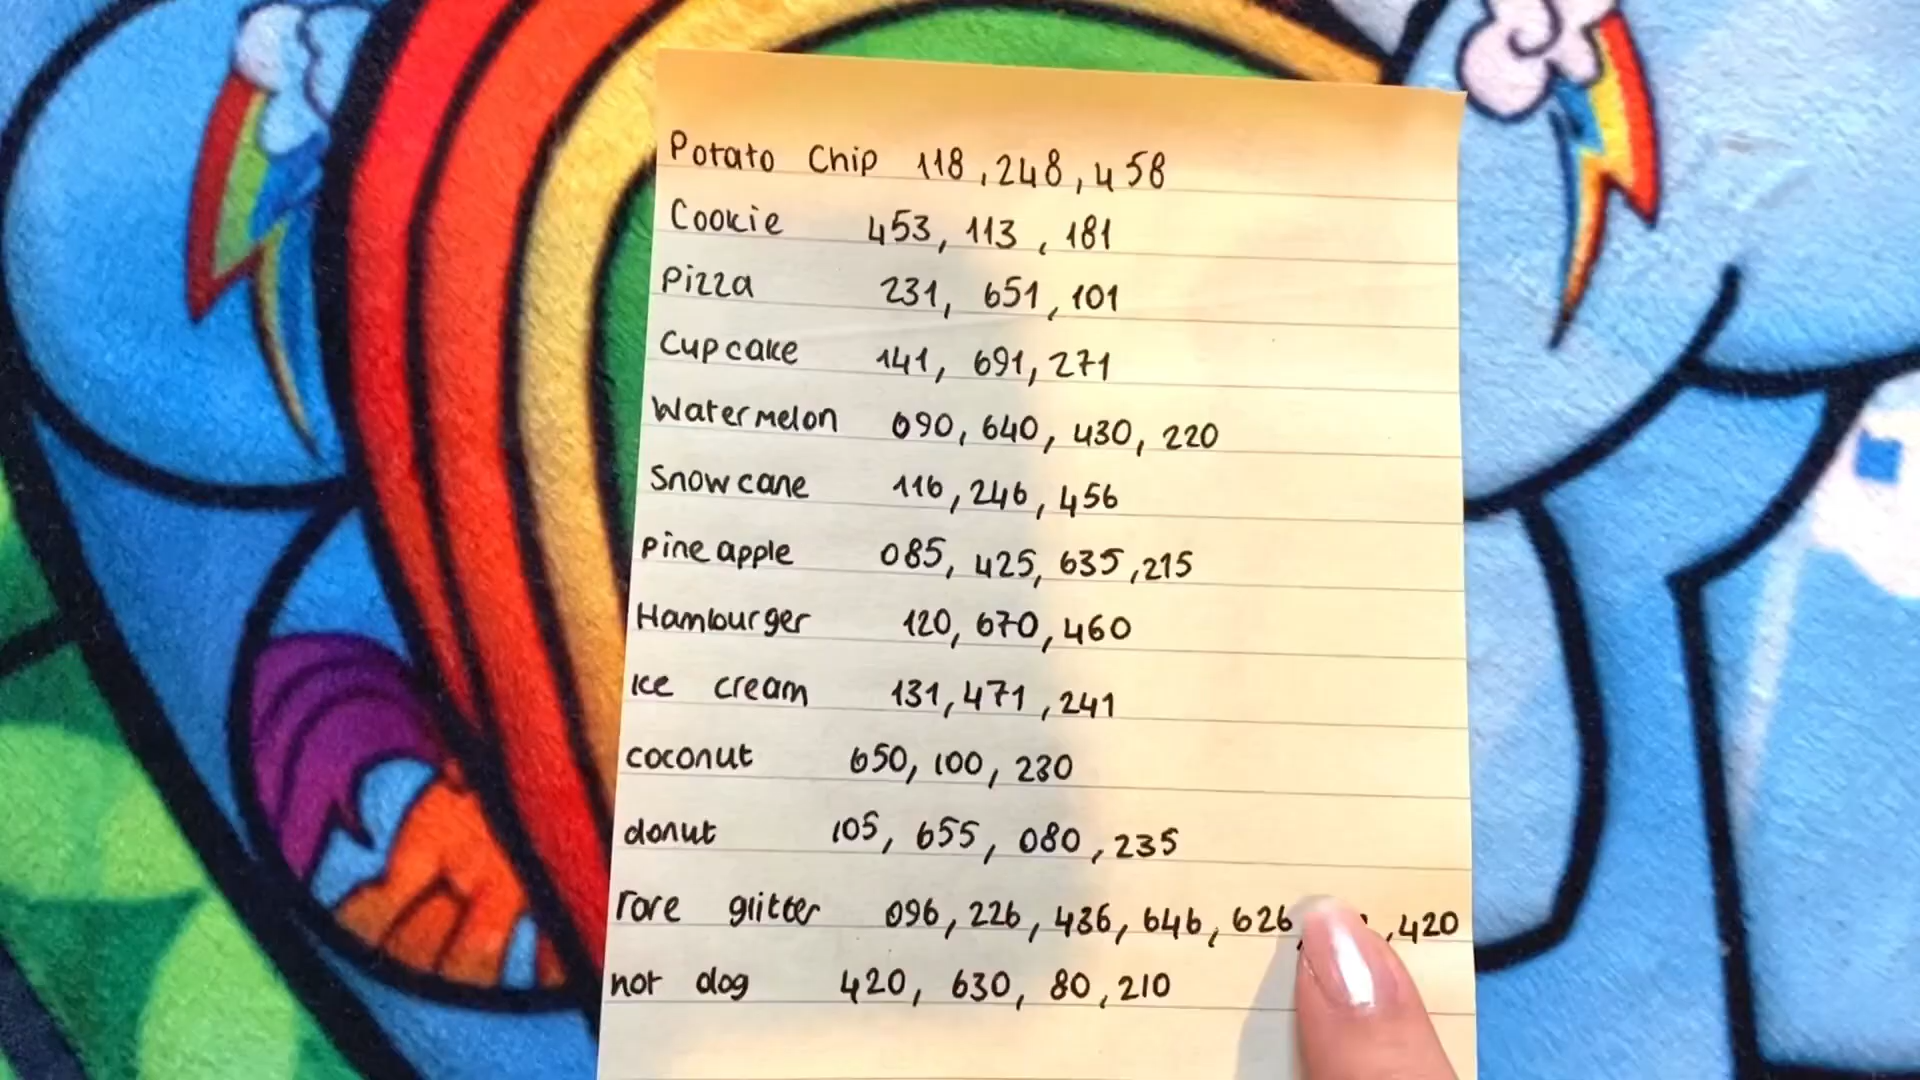 Potato Chip 118, 248, 458
Cookie 453, 113, 181
Pizza 231, 651, 101
Cupcake 141, 691, 271
Watermelon 090, 640, 430, 220
Snowcane 116, 246, 456
pineapple 085, 425, 635, 215
Hamburger 120, 670, 460
Ice cream 131, 471, 241
coconut 650, 100, 230
donut 105, 655, 080, 235
rare glitter 096, 226, 436, 646, 626, , 420
hot dog 420, 630, 80, 210